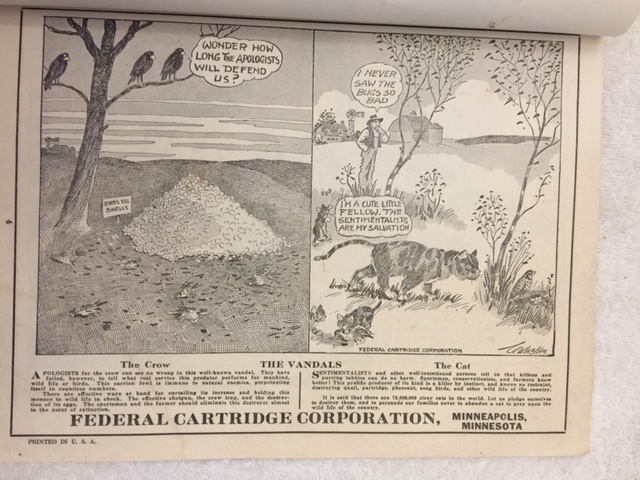 WONDER HOW
LONG THE APOLOGISTS
WILL DEFEND
US?
BIRD'S EGG
SHELLS
I NEVER
SAW THE
BUGS SO
BAD
I'M A CUTE LITTLE
FELLOW. THE
SENTIMENTALISTS
ARE MY SALVATION
FEDERAL CARTRIDGE CORPORATION
THE VANDALS
The Crow
APOLOGISTS for the crow can see no wrong in this well-known vandal. They have
failed, however, to tell what real service this predator performs for mankind,
wild life or birds. This carrion fowl is immune to natural enemies, perpetuating
itself in countless numbers.
There are effective ways at hand for curtailing its increase and holding this
menace to wild life in check. The effective shotgun, the crow trap, and the destruc-
tion of its eggs. The sportsman and the farmer should eliminate this destroyer almost
to the point of extinction.
The Cat
SENTIMENTALIST and other well-intentioned persons tell us that kittens and
purring tabbies can do no harm. Sportsmen, conservationists, and farmers know
better! This prolific producer of its kind is a killer by instinct, and knows no restraint,
destroying quail, partridge, pheasant, song birds, and other wild life of the country.
It is said that there are 70,000,000 stray cats in the world. Let us pledge ourselves
to destroy them, and to persuade our families never to abandon a cat to prey upon the
wild life of the country.
FEDERAL CARTRIDGE CORPORATION, MINNEAPOLIS,
MINNESOTA
PRINTED IN U. S. A.